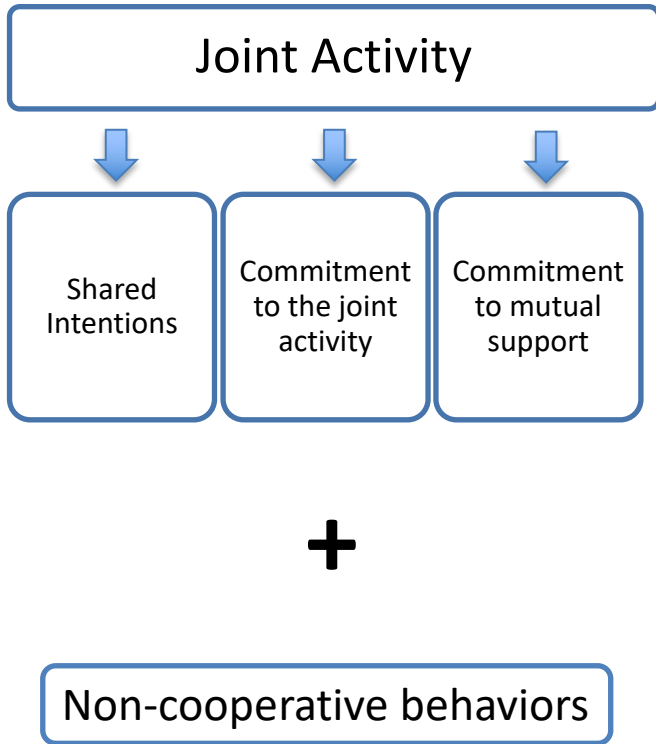 Joint Activity
Shared
Intentions
Commitment
to the joint
activity
Commitment
to mutual
support
+
Non-cooperative behaviors